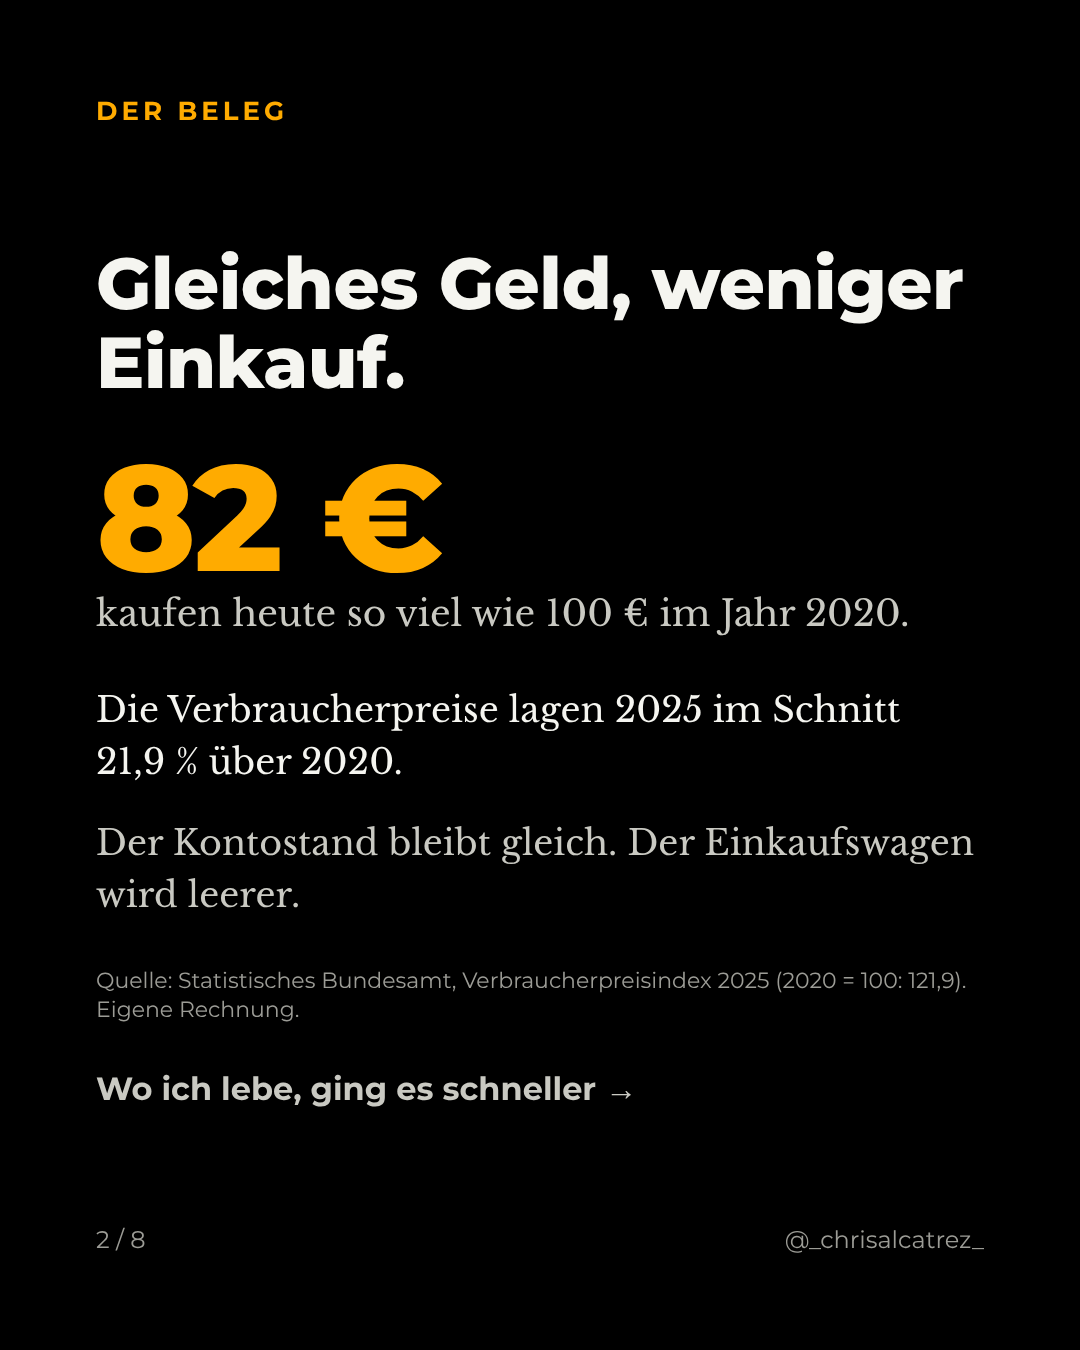 DER BELEG
Gleiches Geld, weniger
Einkauf.
82 €
kaufen heute so viel wie 100 € im Jahr 2020.
Die Verbraucherpreise lagen 2025 im Schnitt
21,9 % über 2020.
Der Kontostand bleibt gleich. Der Einkaufswagen
wird leerer.
Quelle: Statistisches Bundesamt, Verbraucherpreisindex 2025 (2020 = 100: 121,9).
Eigene Rechnung.
Wo ich lebe, ging es schneller →
2 / 8
@_chrisalcatrez_